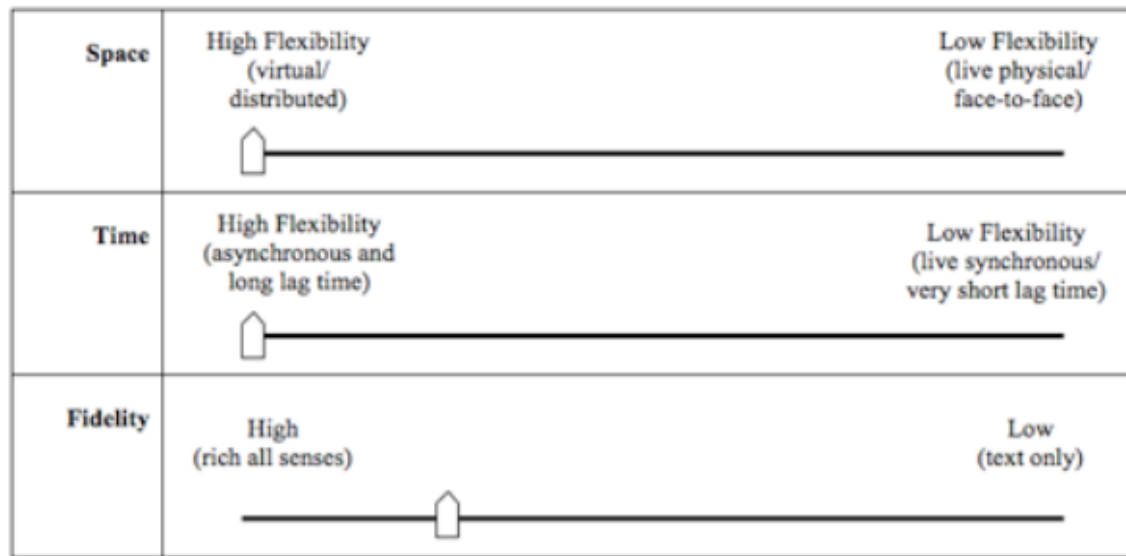 Space
High Flexibility
(virtual/
distributed)
Low Flexibility
(live physical/
face-to-face)
Time
High Flexibility
(asynchronous and
long lag time)
Low Flexibility
(live synchronous/
very short lag time)
Fidelity
High
(rich all senses)
Low
(text only)